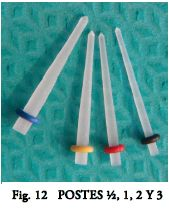 Fig. 12 POSTES ½, 1, 2 Y 3